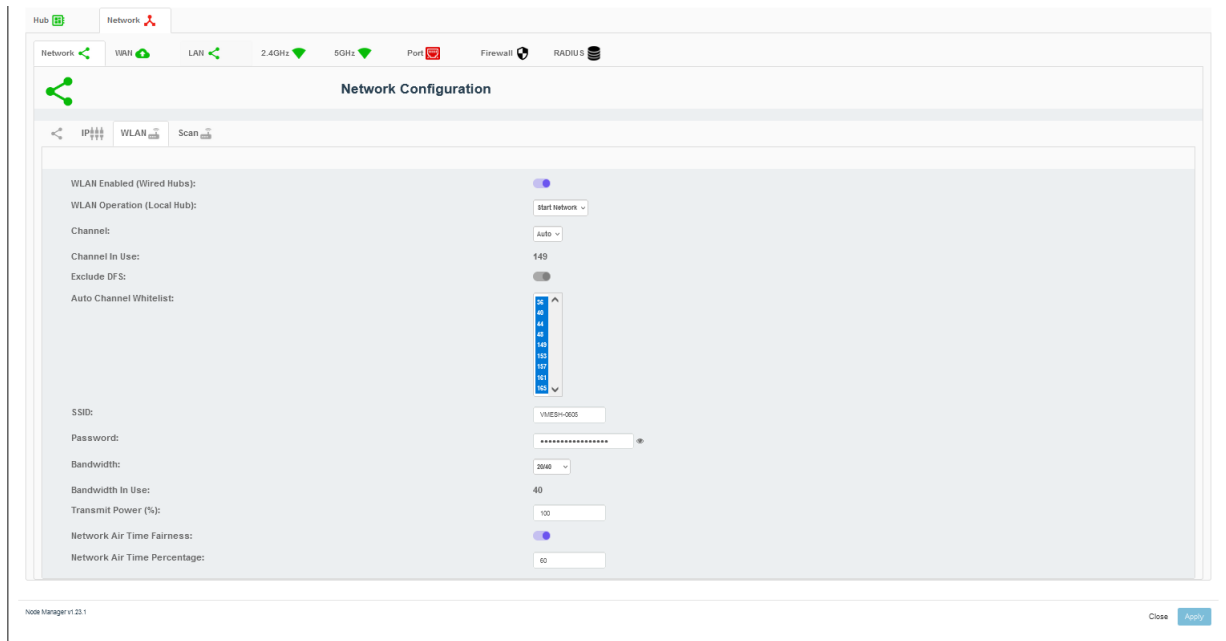 Hub
Network
Network WAN LAN 2.4GHz 5GHz Port Firewall RADIUS
Network Configuration
IP WLAN Scan
WLAN Enabled (Wired Hubs):
WLAN Operation (Local Hub): Start Network
Channel: Auto
Channel In Use: 149
Exclude DFS:
Auto Channel Whitelist: 36
40
44
48
149
153
157
161
165
SSID: VMESH-0605
Password: •••••••••••••••••
Bandwidth: 20/40
Bandwidth In Use: 40
Transmit Power (%): 100
Network Air Time Fairness:
Network Air Time Percentage: 60
Node Manager v1.23.1
Close Apply